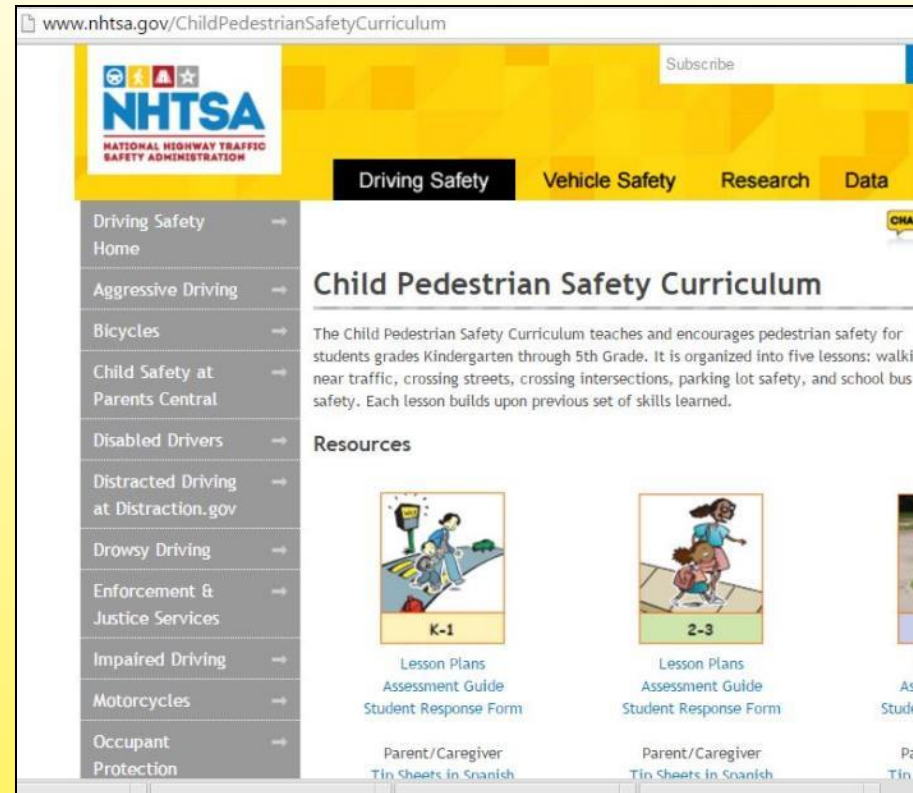 www.nhtsa.gov/ChildPedestrianSafetyCurriculum
Subscribe
NHTSA
NATIONAL HIGHWAY TRAFFIC
SAFETY ADMINISTRATION
Driving Safety Vehicle Safety Research Data
Driving Safety
Home
Aggressive Driving
Bicycles
Child Safety at
Parents Central
Disabled Drivers
Distracted Driving
at Distraction.gov
Drowsy Driving
Enforcement &
Justice Services
Impaired Driving
Motorcycles
Occupant
Protection
CHA
Child Pedestrian Safety Curriculum
The Child Pedestrian Safety Curriculum teaches and encourages pedestrian safety for
students grades Kindergarten through 5th Grade. It is organized into five lessons: walki
near traffic, crossing streets, crossing intersections, parking lot safety, and school bus
safety. Each lesson builds upon previous set of skills learned.
Resources
K-1
Lesson Plans
Assessment Guide
Student Response Form
Parent/Caregiver
Tip Sheets in Spanish
2-3
Lesson Plans
Assessment Guide
Student Response Form
Parent/Caregiver
Tip Sheets in Spanish
As
Stude
Pa
Tip